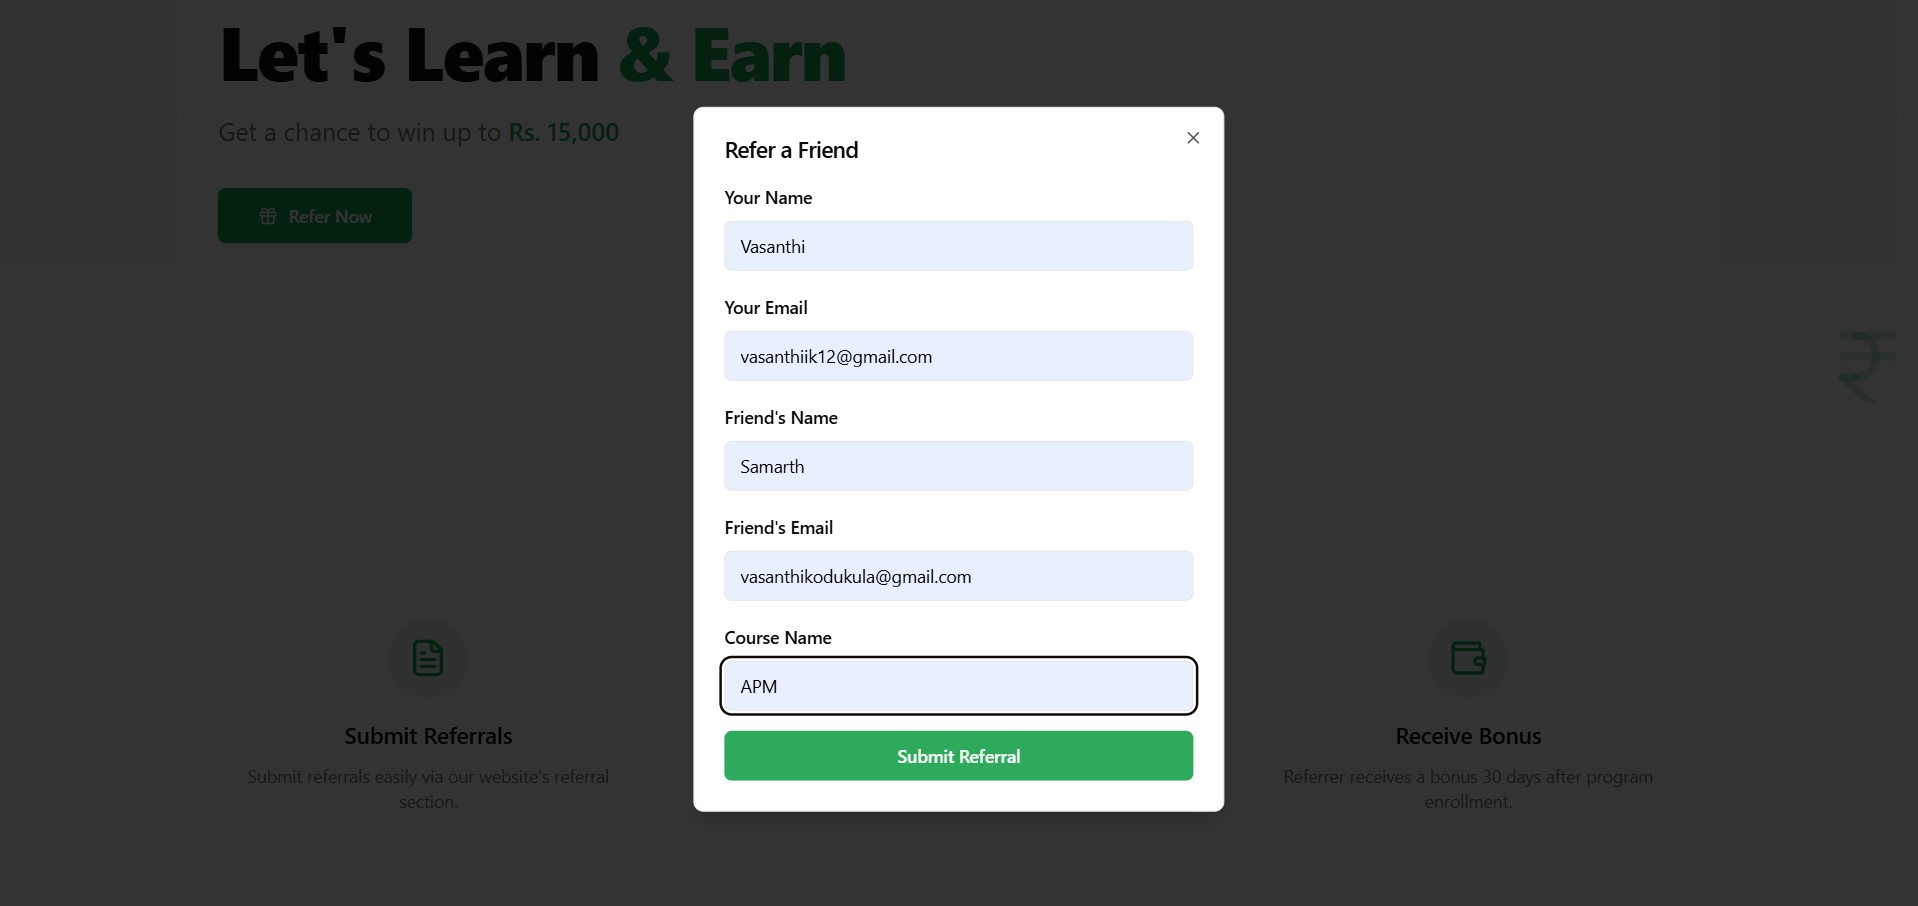 Let's Learn & Earn
Get a chance to win up to Rs. 15,000
Refer Now
Refer a Friend
Your Name
Vasanthi
Your Email
vasanthiik12@gmail.com
Friend's Name
Samarth
Friend's Email
vasanthikodukula@gmail.com
Course Name
APM
Submit Referral
Submit Referrals
Submit referrals easily via our website's referral
section.
Receive Bonus
Referrer receives a bonus 30 days after program
enrollment.